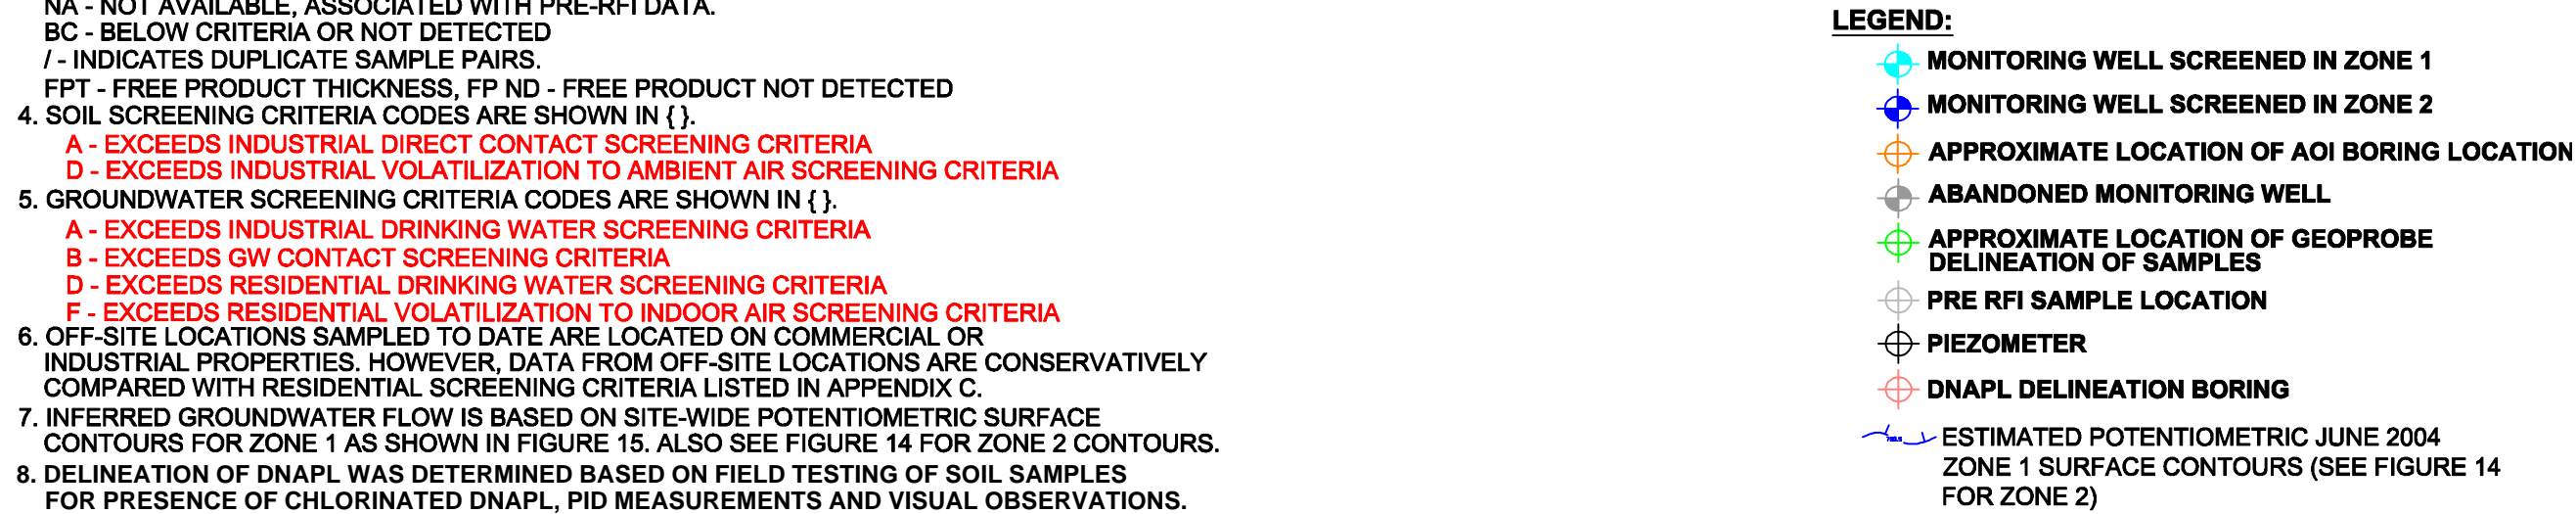 NA - NOT AVAILABLE, ASSOCIATED WITH PRE-RFI DATA.
BC - BELOW CRITERIA OR NOT DETECTED
/ - INDICATES DUPLICATE SAMPLE PAIRS.
FPT - FREE PRODUCT THICKNESS, FP ND - FREE PRODUCT NOT DETECTED
4. SOIL SCREENING CRITERIA CODES ARE SHOWN IN { }.
A - EXCEEDS INDUSTRIAL DIRECT CONTACT SCREENING CRITERIA
D - EXCEEDS INDUSTRIAL VOLATILIZATION TO AMBIENT AIR SCREENING CRITERIA
5. GROUNDWATER SCREENING CRITERIA CODES ARE SHOWN IN { }.
A - EXCEEDS INDUSTRIAL DRINKING WATER SCREENING CRITERIA
B - EXCEEDS GW CONTACT SCREENING CRITERIA
D - EXCEEDS RESIDENTIAL DRINKING WATER SCREENING CRITERIA
F - EXCEEDS RESIDENTIAL VOLATILIZATION TO INDOOR AIR SCREENING CRITERIA
6. OFF-SITE LOCATIONS SAMPLED TO DATE ARE LOCATED ON COMMERCIAL OR
INDUSTRIAL PROPERTIES. HOWEVER, DATA FROM OFF-SITE LOCATIONS ARE CONSERVATIVELY
COMPARED WITH RESIDENTIAL SCREENING CRITERIA LISTED IN APPENDIX C.
7. INFERRED GROUNDWATER FLOW IS BASED ON SITE-WIDE POTENTIOMETRIC SURFACE
CONTOURS FOR ZONE 1 AS SHOWN IN FIGURE 15. ALSO SEE FIGURE 14 FOR ZONE 2 CONTOURS.
8. DELINEATION OF DNAPL WAS DETERMINED BASED ON FIELD TESTING OF SOIL SAMPLES
FOR PRESENCE OF CHLORINATED DNAPL, PID MEASUREMENTS AND VISUAL OBSERVATIONS.
LEGEND:
MONITORING WELL SCREENED IN ZONE 1
MONITORING WELL SCREENED IN ZONE 2
APPROXIMATE LOCATION OF AOI BORING LOCATION
ABANDONED MONITORING WELL
APPROXIMATE LOCATION OF GEOPROBE
DELINEATION OF SAMPLES
PRE RFI SAMPLE LOCATION
PIEZOMETER
DNAPL DELINEATION BORING
ESTIMATED POTENTIOMETRIC JUNE 2004
ZONE 1 SURFACE CONTOURS (SEE FIGURE 14
FOR ZONE 2)